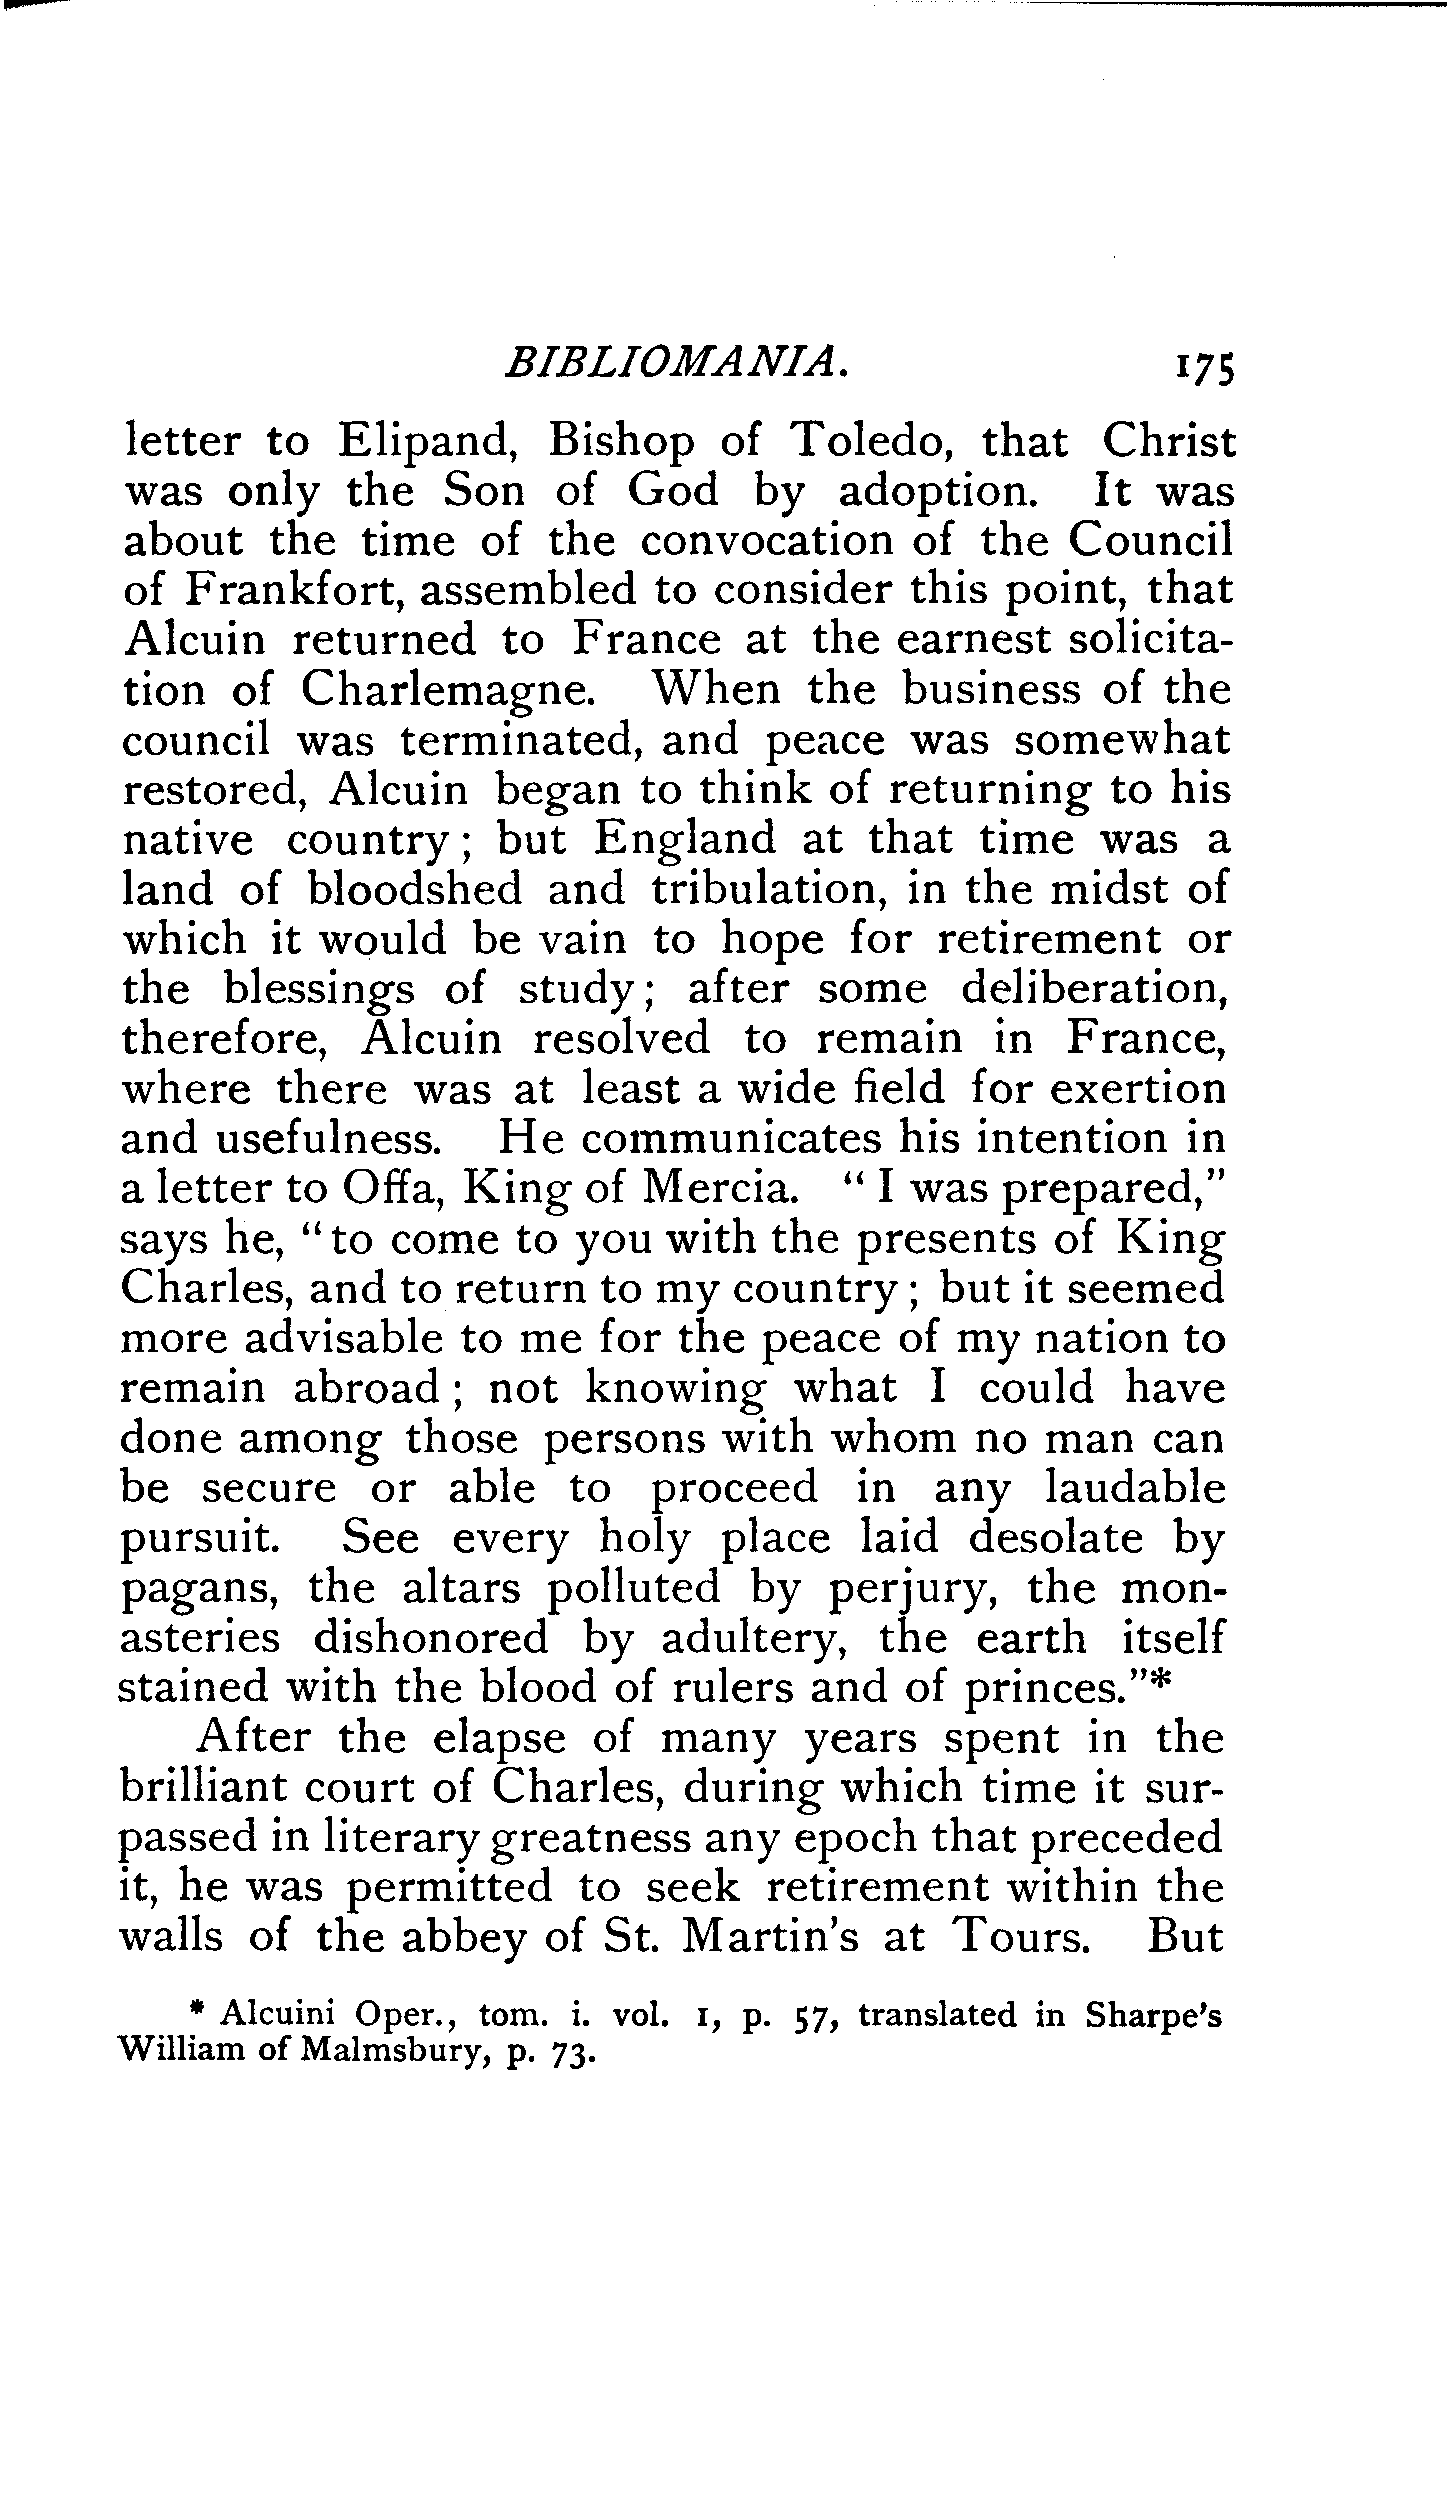 BIBLIOMANIA. 175
letter to Elipand, Bishop of Toledo, that Christ
was only the Son of God by adoption. It was
about the time of the convocation of the Council
of Frankfort, assembled to consider this point, that
Alcuin returned to France at the earnest solicita-
tion of Charlemagne. When the business of the
council was terminated, and peace was somewhat
restored, Alcuin began to think of returning to his
native country ; but England at that time was a
land of bloodshed and tribulation, in the midst of
which it would be vain to hope for retirement or
the blessings of study ; after some deliberation,
therefore, Alcuin resolved to remain in France,
where there was at least a wide field for exertion
and usefulness. He communicates his intention in
a letter to Offa, King of Mercia. " I was prepared,"
says he, " to come to you with the presents of King
Charles, and to return to my country ; but it seemed
more advisable to me for the peace of my nation to
remain abroad ; not knowing what I could have
done among those persons with whom no man can
be secure or able to proceed in any laudable
pursuit. See every holy place laid desolate by
pagans, the altars polluted by perjury, the mon-
asteries dishonored by adultery, the earth itself
stained with the blood of rulers and of princes."*
After the elapse of many years spent in the
brilliant court of Charles, during which time it sur-
passed in literary greatness any epoch that preceded
it, he was permitted to seek retirement within the
walls of the abbey of St. Martin's at Tours. But
* Alcuini Oper., tom. i. vol. 1, p. 57, translated in Sharpe's
William of Malmsbury, p. 73.